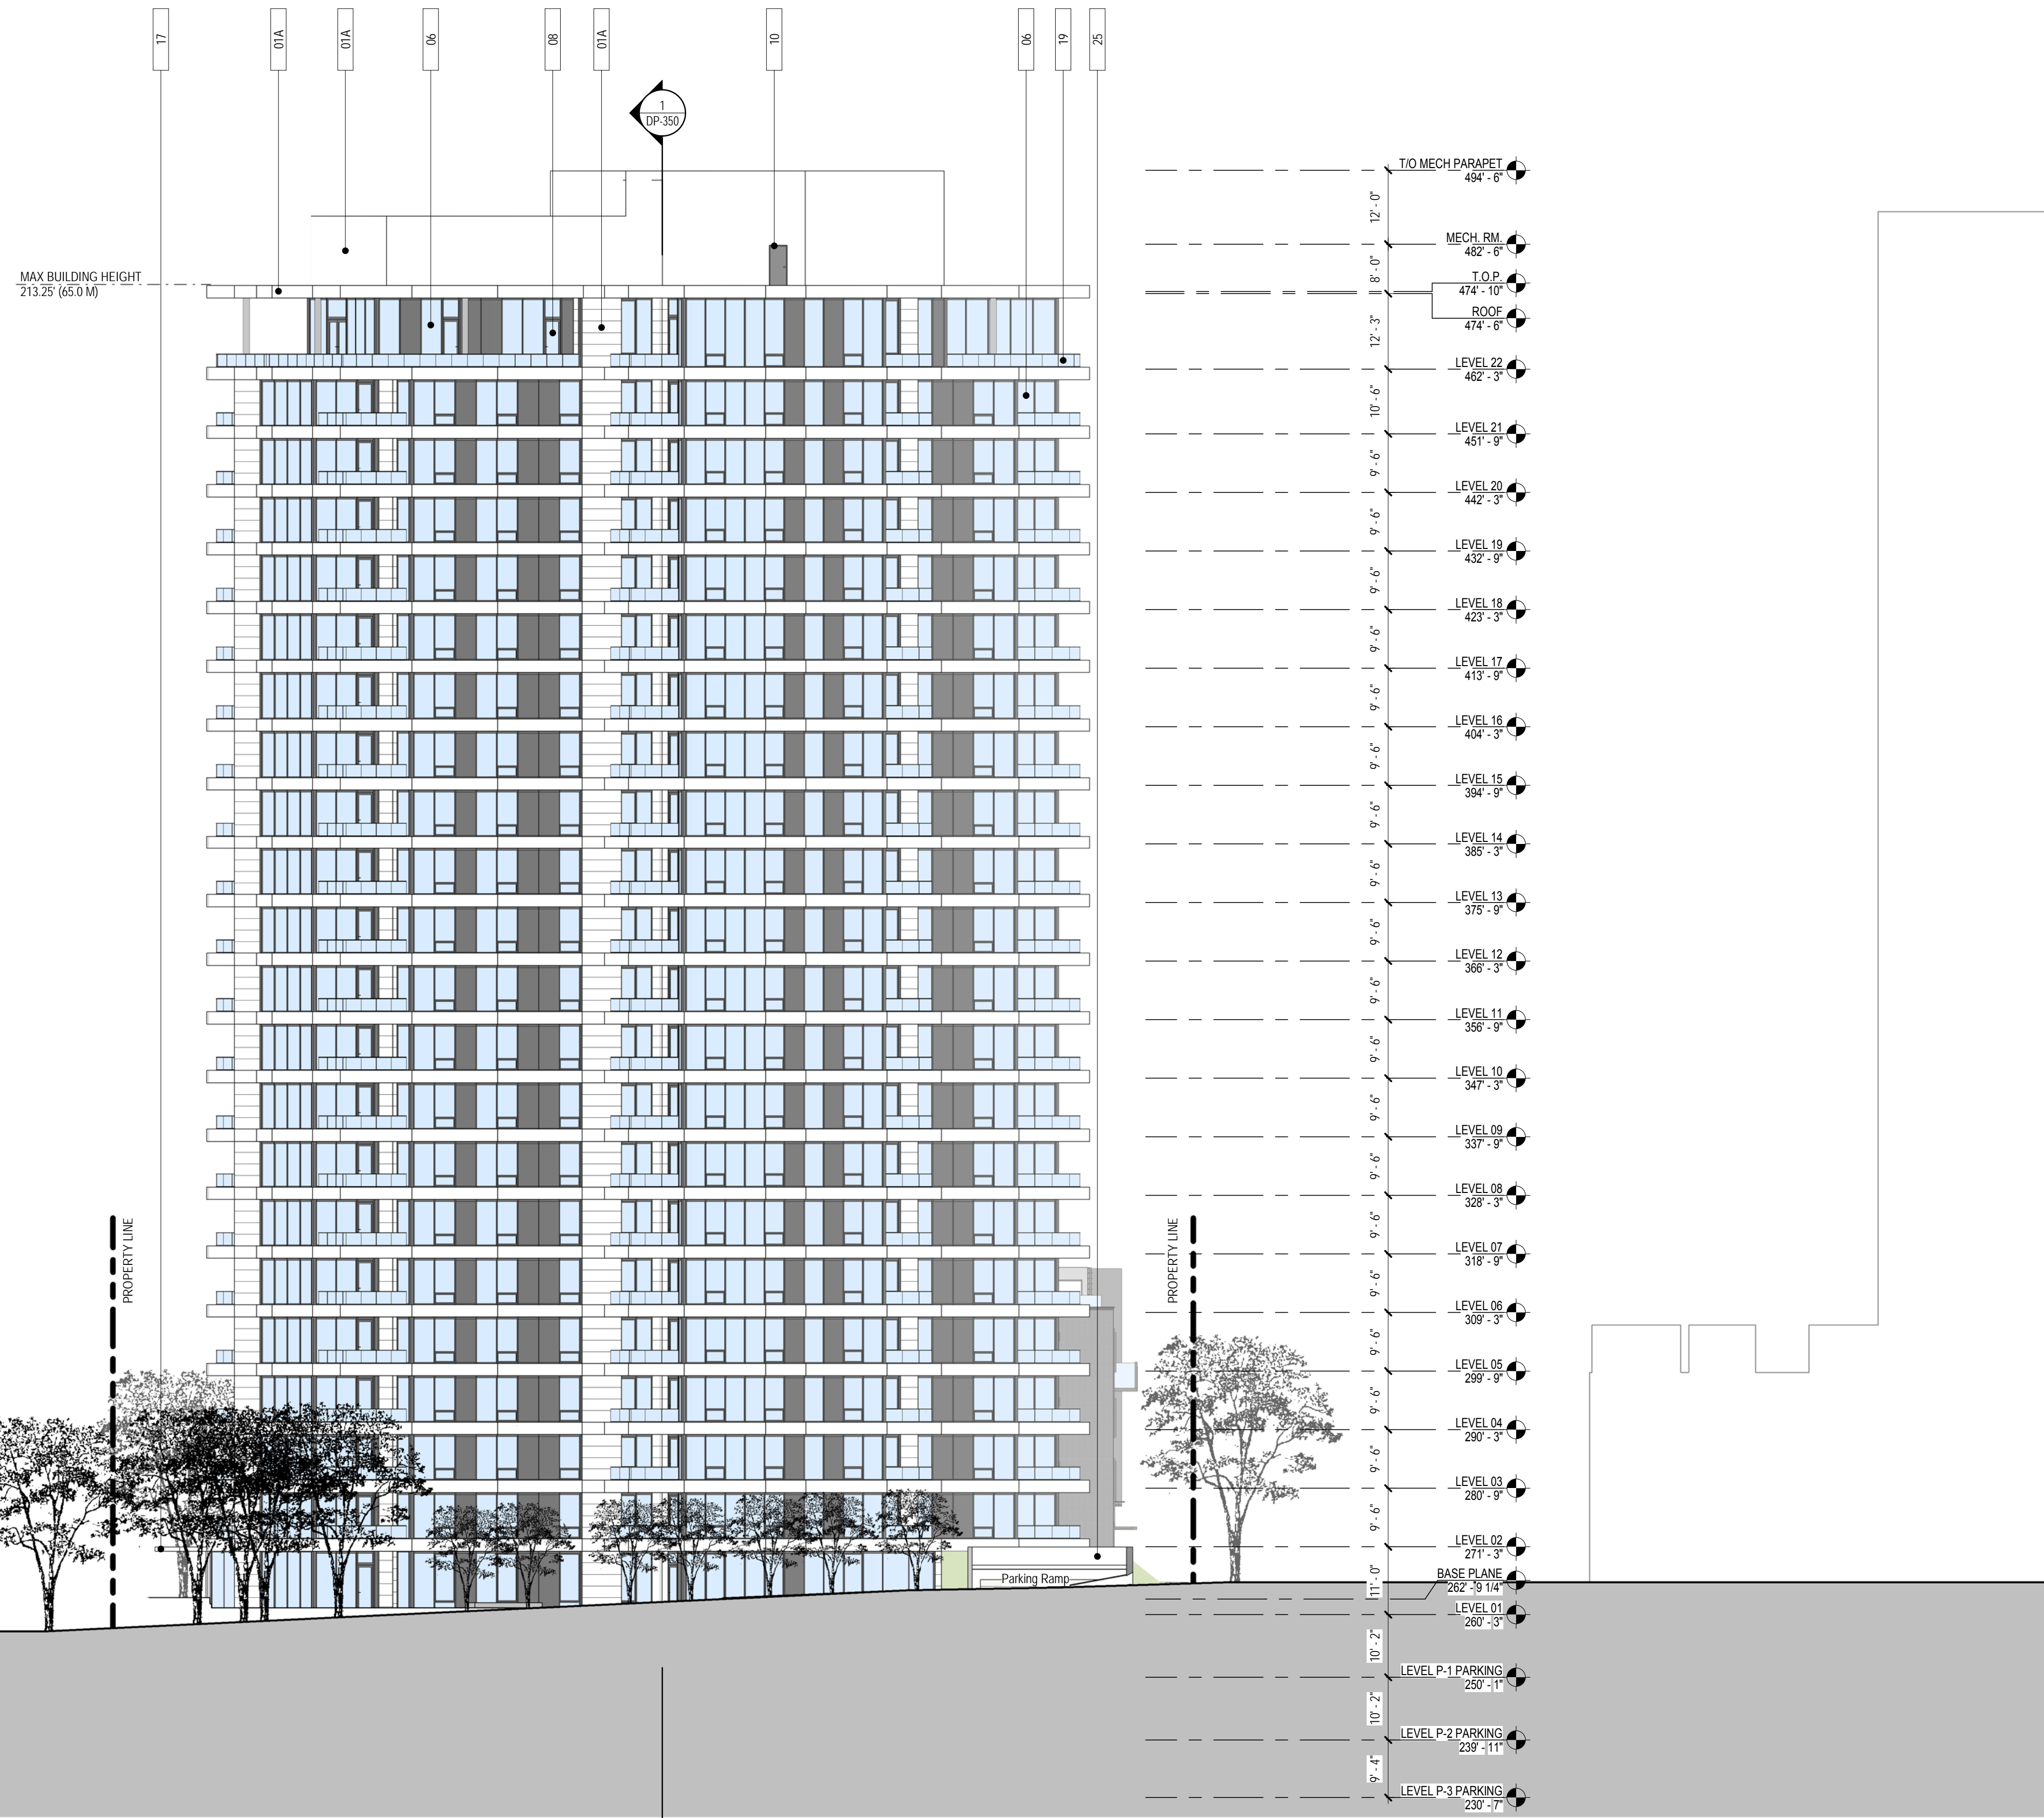 17
01A
01A
06
08
01A
10
06
19
25
1
DP-350
MAX BUILDING HEIGHT
213.25' (65.0 M)
T/O MECH PARAPET
494' - 6"
12' - 0"
MECH. RM.
482' - 6"
8' - 0"
T.O.P.
474' - 10"
ROOF
474' - 6"
12' - 3"
LEVEL 22
462' - 3"
10' - 6"
LEVEL 21
451' - 9"
9' - 6"
LEVEL 20
442' - 3"
9' - 6"
LEVEL 19
432' - 9"
9' - 6"
LEVEL 18
423' - 3"
9' - 6"
LEVEL 17
413' - 9"
9' - 6"
LEVEL 16
404' - 3"
9' - 6"
LEVEL 15
394' - 9"
9' - 6"
LEVEL 14
385' - 3"
9' - 6"
LEVEL 13
375' - 9"
9' - 6"
LEVEL 12
366' - 3"
9' - 6"
LEVEL 11
356' - 9"
9' - 6"
LEVEL 10
347' - 3"
9' - 6"
LEVEL 09
337' - 9"
9' - 6"
LEVEL 08
328' - 3"
9' - 6"
LEVEL 07
318' - 9"
9' - 6"
LEVEL 06
309' - 3"
9' - 6"
LEVEL 05
299' - 9"
9' - 6"
LEVEL 04
290' - 3"
9' - 6"
LEVEL 03
280' - 9"
9' - 6"
LEVEL 02
271' - 3"
11' - 0"
BASE PLANE
262' - 9 1/4"
LEVEL 01
260' - 3"
10' - 2"
LEVEL P-1 PARKING
250' - 1"
10' - 2"
LEVEL P-2 PARKING
239' - 11"
9' - 4"
LEVEL P-3 PARKING
230' - 7"
PROPERTY LINE
PROPERTY LINE
Parking Ramp